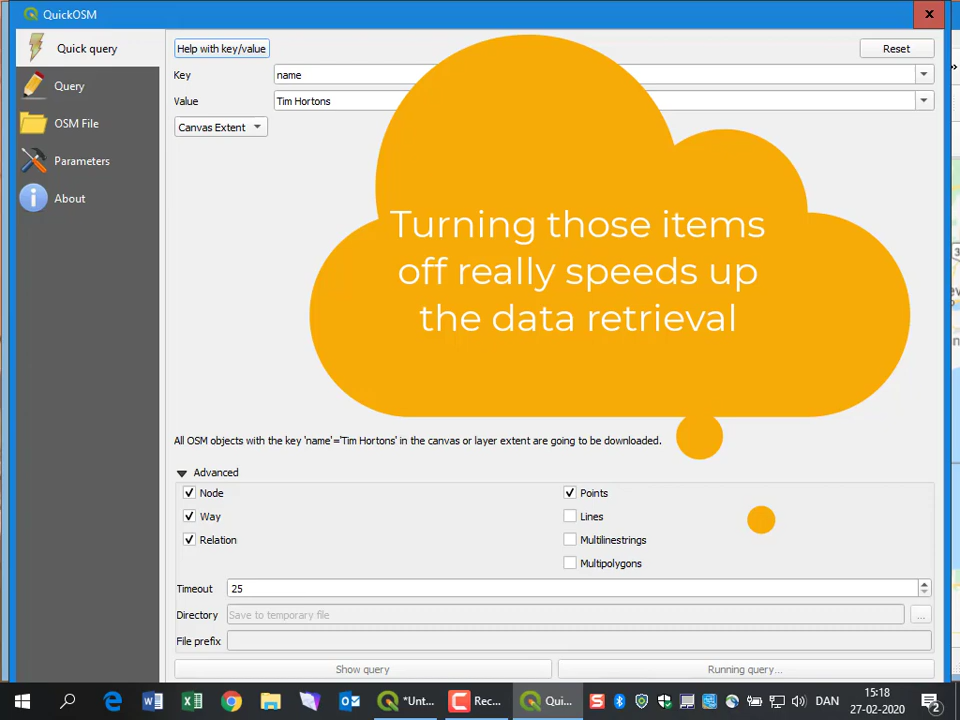 QuickOSM
x
Quick query
Help with key/value
Reset
Query
Key
name
»
OSM File
Value
Tim Hortons
Canvas Extent
Parameters
About
Turning those items
off really speeds up
the data retrieval
All OSM objects with the key 'name'='Tim Hortons' in the canvas or layer extent are going to be downloaded.
Advanced
Node
Points
Way
Lines
Relation
Multilinestrings
Multipolygons
Timeout
25
Directory
Save to temporary file
...
File prefix
Show query
Running query...
*Unt...
Rec...
Qui...
DAN
15:18
27-02-2020
2